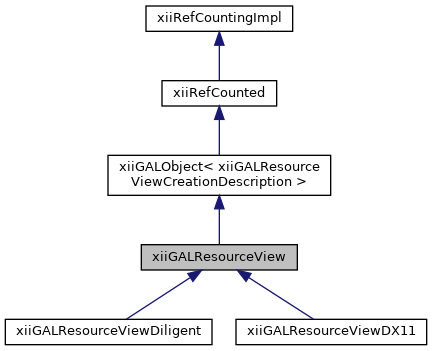 xiiRefCountingImpl
xiiRefCounted
xiiGALObject< xiiGALResource
ViewCreationDescription >
xiiGALResourceView
xiiGALResourceViewDiligent
xiiGALResourceViewDX11